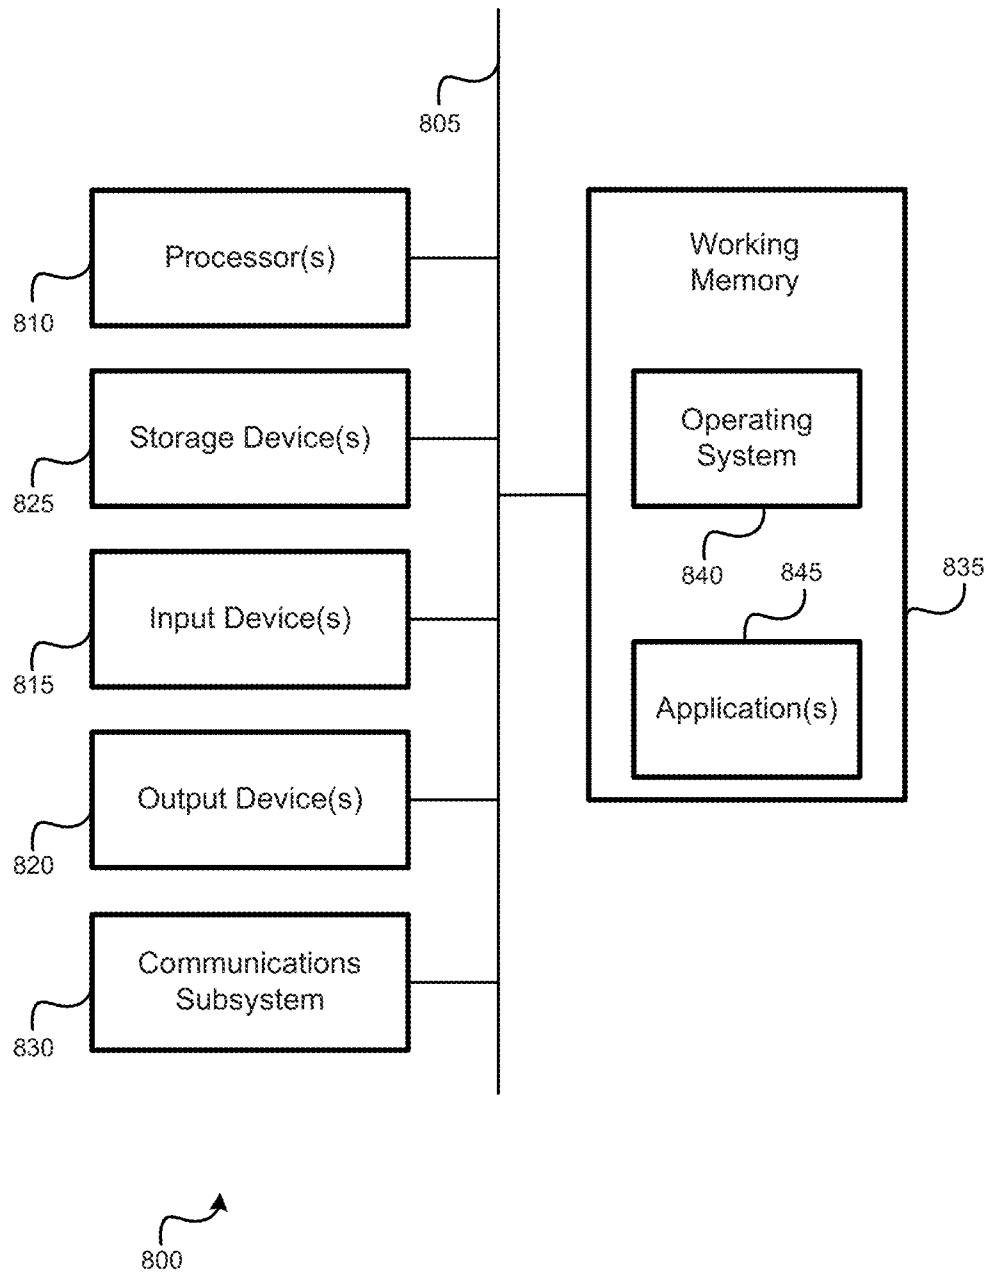 805
Processor(s)
810
Storage Device(s)
825
Input Device(s)
815
Output Device(s)
820
Communications
Subsystem
830
Working
Memory
Operating
System
840
845
835
Application(s)
800